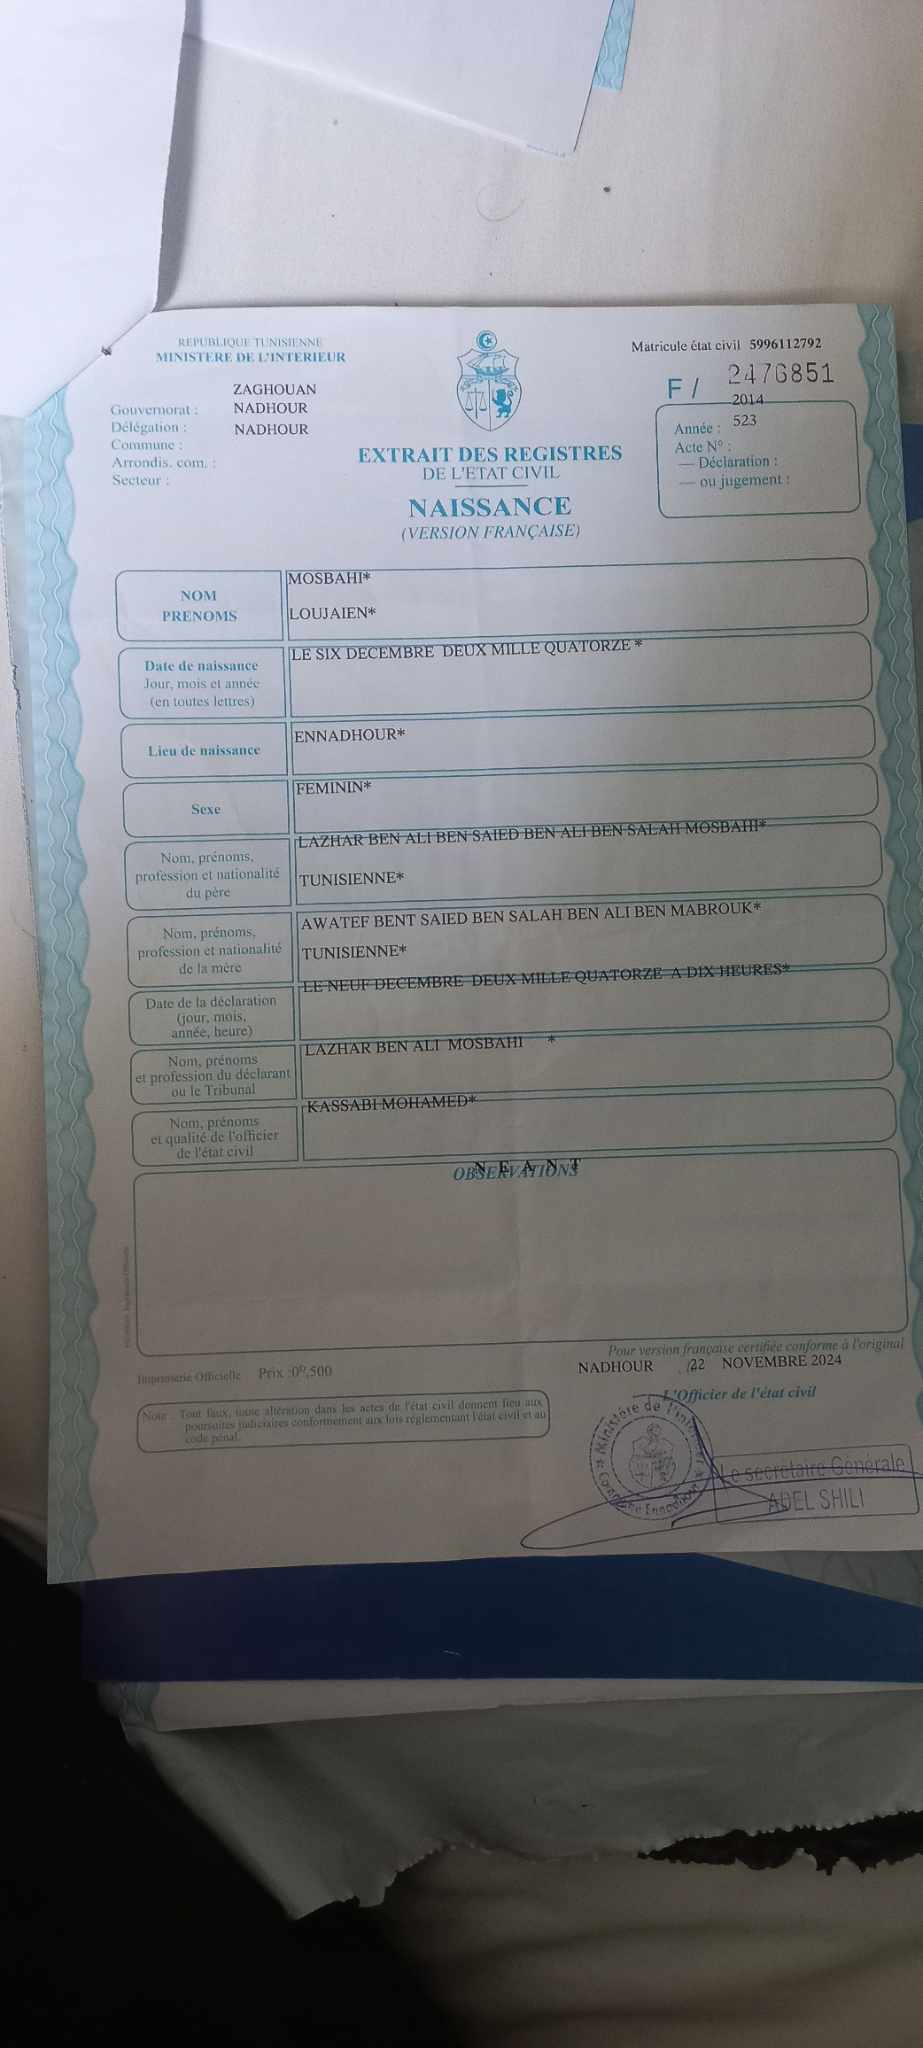 REPUBLIQUE TUNISIENNE
MINISTERE DE L'INTERIEUR
Matricule état civil 5996112792
F / 2476851
ZAGHOUAN
Gouvernorat : NADHOUR
Délégation : NADHOUR
Commune :
Arrondis. com. :
Secteur :
2014
Année : 523
Acte N° :
— Déclaration :
— ou jugement :
EXTRAIT DES REGISTRES
DE L'ETAT CIVIL
NAISSANCE
(VERSION FRANÇAISE)
NOM
PRENOMS
MOSBAHI*
LOUJAIEN*
Date de naissance
Jour, mois et année
(en toutes lettres)
LE SIX DECEMBRE DEUX MILLE QUATORZE *
Lieu de naissance
ENNADHOUR*
Sexe
FEMININ*
Nom, prénoms,
profession et nationalité
du père
LAZHAR BEN ALI BEN SAIED BEN ALI BEN SALAH MOSBAHI*
TUNISIENNE*
Nom, prénoms,
profession et nationalité
de la mère
AWATEF BENT SAIED BEN SALAH BEN ALI BEN MABROUK*
TUNISIENNE*
Date de la déclaration
(jour, mois,
année, heure)
LE NEUF DECEMBRE DEUX MILLE QUATORZE A DIX HEURES*
Nom, prénoms
et profession du déclarant
ou le Tribunal
LAZHAR BEN ALI MOSBAHI *
Nom, prénoms
et qualité de l'officier
de l'état civil
KASSABI MOHAMED*
OBSERVATIONS
N E A N T
Imprimerie Officielle Prix :0D,500
Pour version française certifiée conforme à l'original
NADHOUR 22 NOVEMBRE 2024
L'Officier de l'état civil
Note : Tout faux, toute altération dans les actes de l'état civil donnent lieu aux
poursuites judiciaires conformement aux lois réglementant l'état civil et au
code pénal.
Ministère de l'intérieur
Ennadhour
Le secrétaire Générale
ADEL SHILI